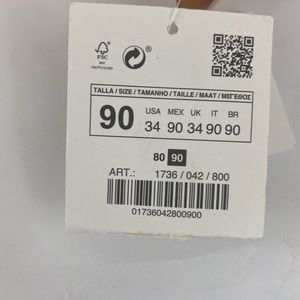 FSC
MIX
TALLA / SIZE / TAMANHO / TAILLE / MAAT / ΜΕΓΕΘΟΣ
90
USA MEX UK IT BR
34 90 34 90 90
80 90
ART.: 1736 / 042 / 800
01736042800900